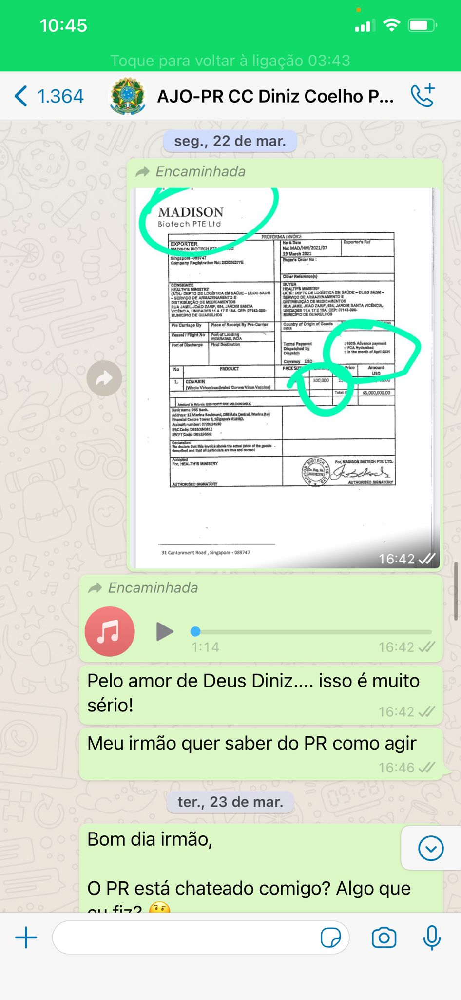 10:45
Toque para voltar à ligação 03:43
1.364
AJO-PR CC Diniz Coelho P...
seg., 22 de mar.
Encaminhada
MADISON
Biotech PTE Ltd
PROFORMA INVOICE
EXPORTER
MADISON BIOTECH
Singapore -089747
Company Registration No: 202005277E
No & Date
No: MAD/HM/2021/07
19 March 2021
Exporter's Ref
Buyer's Order No :
Other Reference(s)
CONSIGNEE
HEALTH'S MINISTRY
(ATN.: DEPTO DE LOGÍSTICA EM SAÚDE – DLOG SADM
– SERVIÇO DE ARMAZENAMENTO E
DISTRIBUIÇÃO DE MEDICAMENTOS
RUA JAMIL JOÃO ZARIF, 684, JARDIM SANTA
VICÊNCIA, UNIDADES 11 A 17 E 18A. CEP: 07143-000-
MUNICÍPIO DE GUARULHOS
BUYER
HEALTH'S MINISTRY
(ATN.: DEPTO DE LOGÍSTICA EM SAÚDE – DLOG SADM –
SERVIÇO DE ARMAZENAMENTO E
DISTRIBUIÇÃO DE MEDICAMENTOS
RUA JAMIL JOÃO ZARIF, 684, JARDIM SANTA VICÊNCIA,
UNIDADES 11 A 17 E 18A. CEP: 07143-000-
MUNICÍPIO DE GUARULHOS
Pre Carriage By
Place of Receipt By Pre-Carrier
Country of Origin of Goods
INDIA
Vessel / Flight No
Port of Loading
HYDERABAD, INDIA
Port of Discharge
Final Destination
Terms Payment : 100% Advance payment
Dispatched by : FCA Hyderabad
Dispatch : in the month of April 2021
Currency USD
No
PRODUCT
PACK SIZE
Price
Amount
USD
1.
COVAXIN
(Whole Virion Inactivated Corona Virus Vaccine)
300,000
Total:
45,000,000.00
Amount in Words: USD FORTY FIVE MILLION ONLY.
Bank name DBS Bank.
Address: 12 Marina Boulevard, DBS Asia Central, Marina Bay
Financial Centre Tower 3, Singapore 018982.
Account number: 0720224590
IFSC Code: DBSS0IN0811
SWIFT Code: DBSSSGSG.
Declaration:
We declare that this invoice shows the actual price of the goods
described and that all particulars are true and correct
Accepted
For, HEALTH'S MINISTRY
AUTHORISED SIGNATORY
For, MADISON BIOTECH PTE. LTD.
MADISON BIOTECH PTE. LTD.
Co. Reg. No.
202005277E
AUTHORISED SIGNATORY
31 Cantonment Road , Singapore - 089747
16:42
Encaminhada
1:14
16:42
Pelo amor de Deus Diniz.... isso é muito
sério!
16:42
Meu irmão quer saber do PR como agir
16:46
ter., 23 de mar.
Bom dia irmão,
O PR está chateado comigo? Algo que
eu fiz? 🤔